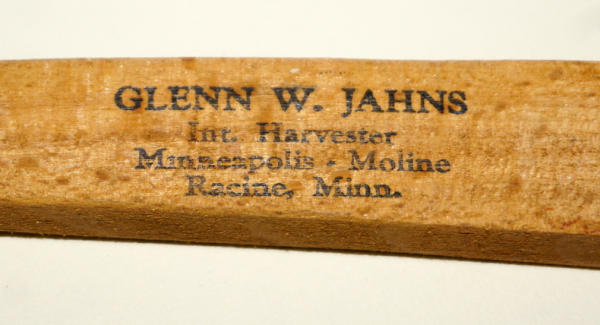 GLENN W. JAHNS
Int. Harvester
Minneapolis - Moline
Racine, Minn.